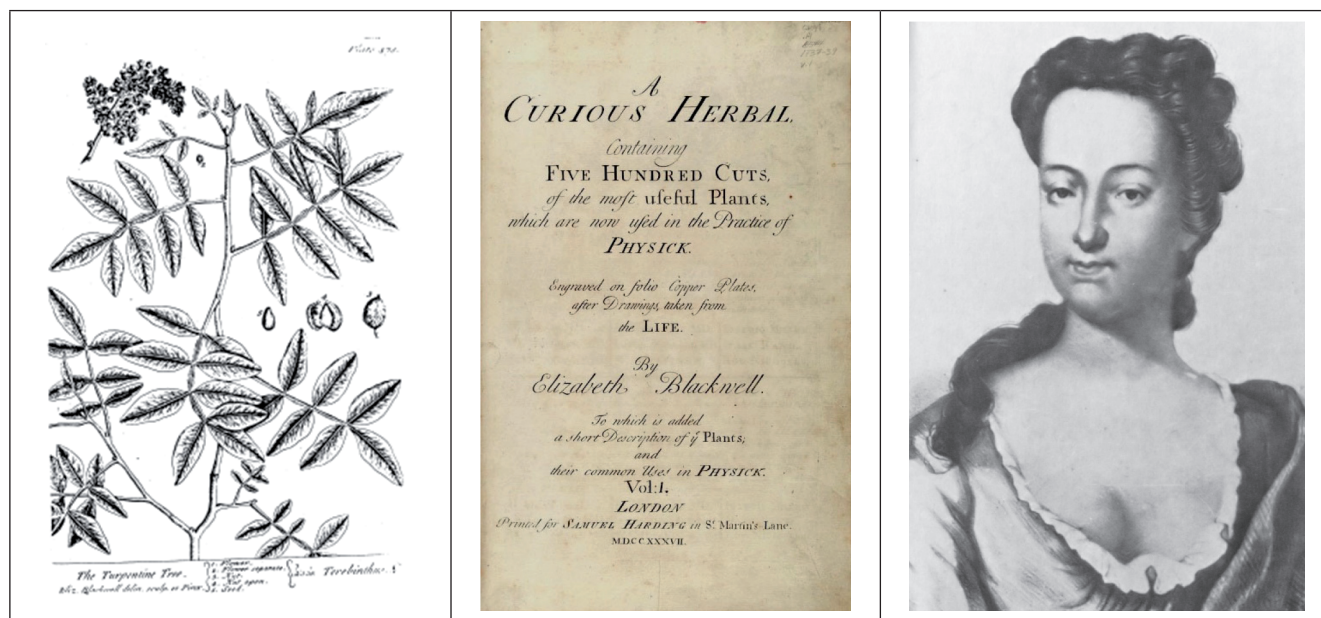 Plate 478.
The Turpentine Tree.
Eliz. Blackwell delin. sculp. et Pinx.
1. Flower.
2. Flower separate.
3. Nut.
4. Nut open.
5. Seed.
Terebinthus.
A
CURIOUS HERBAL,
Containing
FIVE HUNDRED CUTS,
of the moſt uſeful Plants,
which are now uſed in the Practice of
PHYSICK.
Engraved on folio Copper Plates,
after Drawings, taken from
the LIFE.
By
Elizabeth Blackwell.
To which is added
a short Description of yͤ Plants;
and
their common Uses in PHYSICK.
Vol: 1.
LONDON
Printed for SAMUEL HARDING in Sᵗ. Martin's-Lane.
MDCCXXXVII.